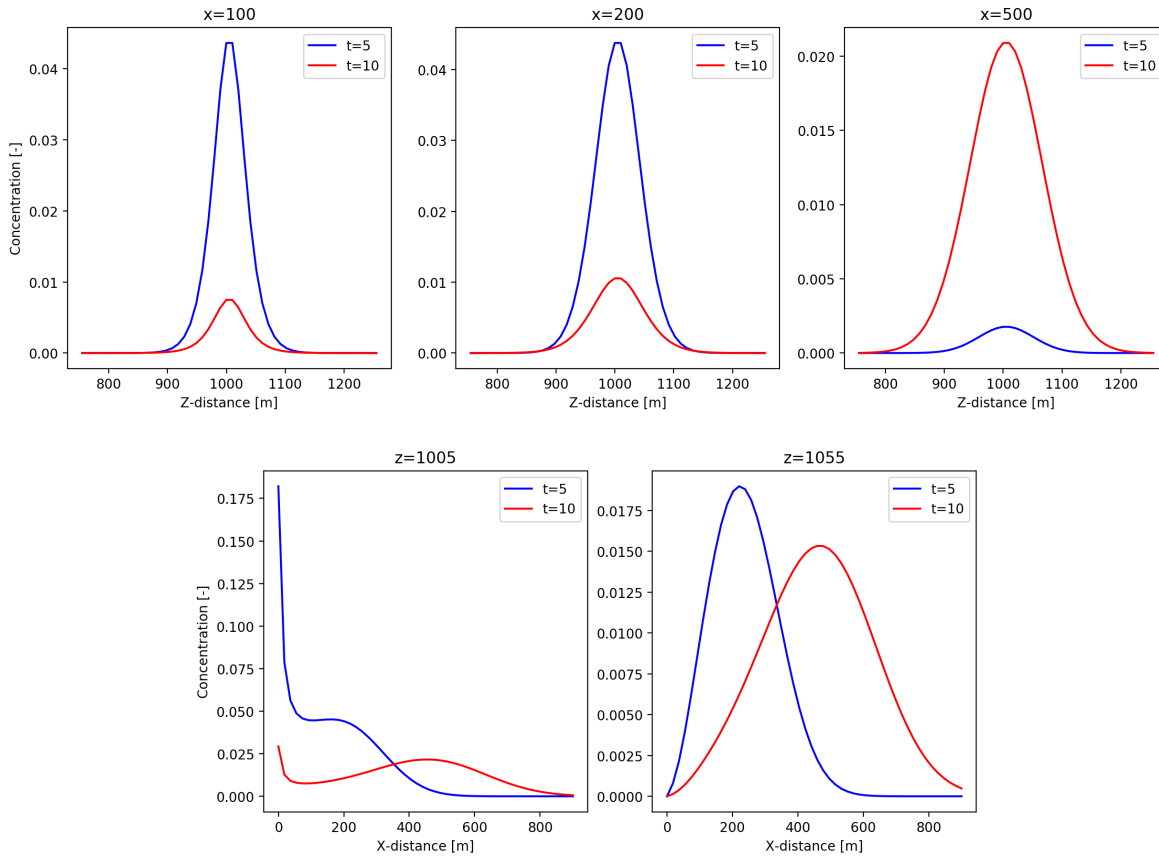 x=100
t=5
t=10
0.04
0.03
0.02
0.01
0.00
800 900 1000 1100 1200
Z-distance [m]
Concentration [-]
x=200
t=5
t=10
0.04
0.03
0.02
0.01
0.00
800 900 1000 1100 1200
Z-distance [m]
x=500
t=5
t=10
0.020
0.015
0.010
0.005
0.000
800 900 1000 1100 1200
Z-distance [m]
z=1005
t=5
t=10
0.175
0.150
0.125
0.100
0.075
0.050
0.025
0.000
0 200 400 600 800
X-distance [m]
Concentration [-]
z=1055
t=5
t=10
0.0175
0.0150
0.0125
0.0100
0.0075
0.0050
0.0025
0.0000
0 200 400 600 800
X-distance [m]